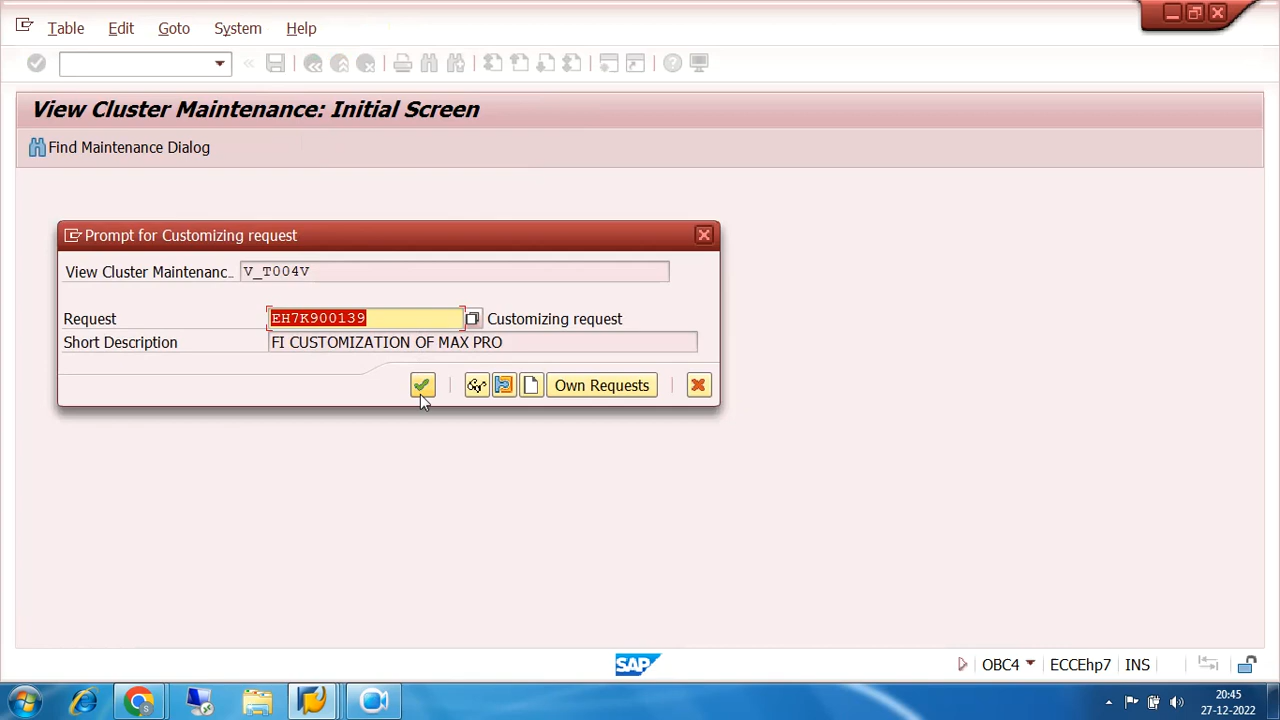 Table Edit Goto System Help
View Cluster Maintenance: Initial Screen
Find Maintenance Dialog
Prompt for Customizing request
View Cluster Maintenanc.. V_T004V
Request EH7K900139 Customizing request
Short Description FI CUSTOMIZATION OF MAX PRO
Own Requests
SAP OBC4 ECCEhp7 INS
20:45
27-12-2022